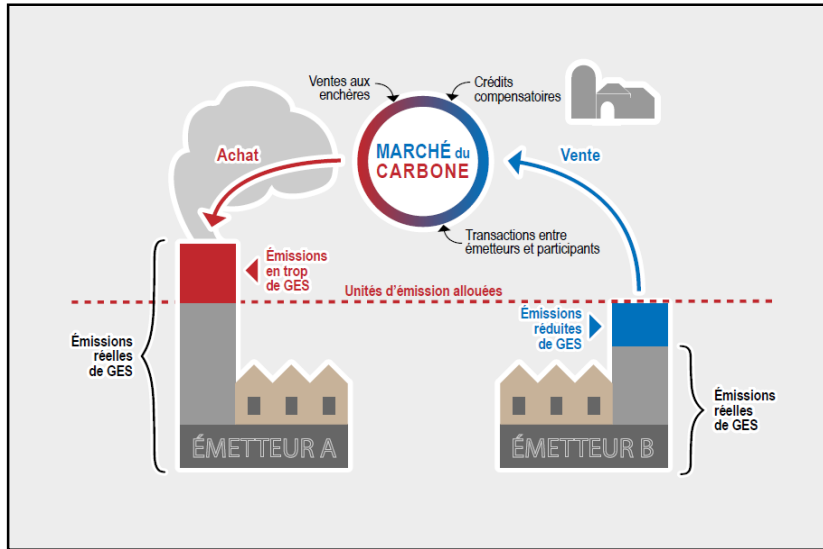 Ventes aux
enchères
Crédits
compensatoires
Achat
MARCHÉ du
CARBONE
Vente
Transactions entre
émetteurs et participants
Émissions
en trop
de GES
Unités d'émission allouées
Émissions
réelles
de GES
Émissions
réduites
de GES
Émissions
réelles
de GES
ÉMETTEUR A
ÉMETTEUR B